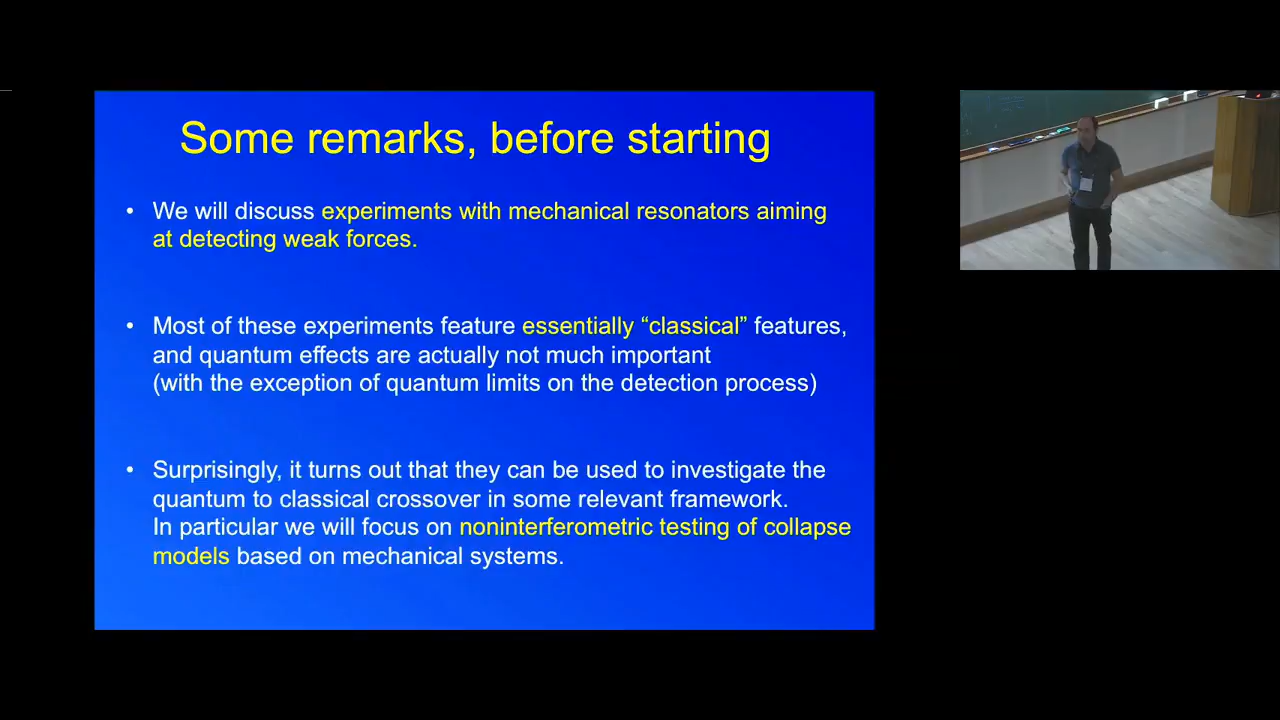 Some remarks, before starting
• We will discuss experiments with mechanical resonators aiming
at detecting weak forces.
• Most of these experiments feature essentially “classical” features,
and quantum effects are actually not much important
(with the exception of quantum limits on the detection process)
• Surprisingly, it turns out that they can be used to investigate the
quantum to classical crossover in some relevant framework.
In particular we will focus on noninterferometric testing of collapse
models based on mechanical systems.